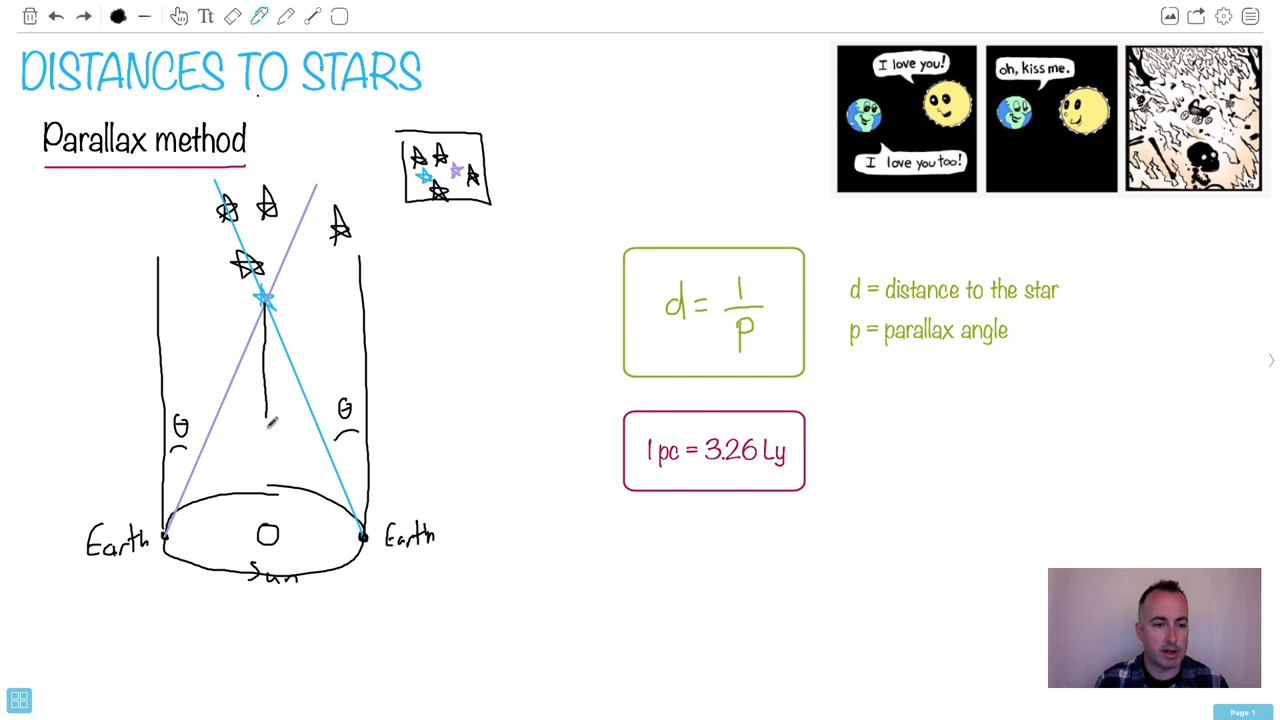 Tt
DISTANCES TO STARS
Parallax method
I love you!
I love you too!
oh, kiss me.
d = 1/p
d = distance to the star
p = parallax angle
θ
θ
1 pc = 3.26 Ly
Earth
Sun
Earth
Page 1